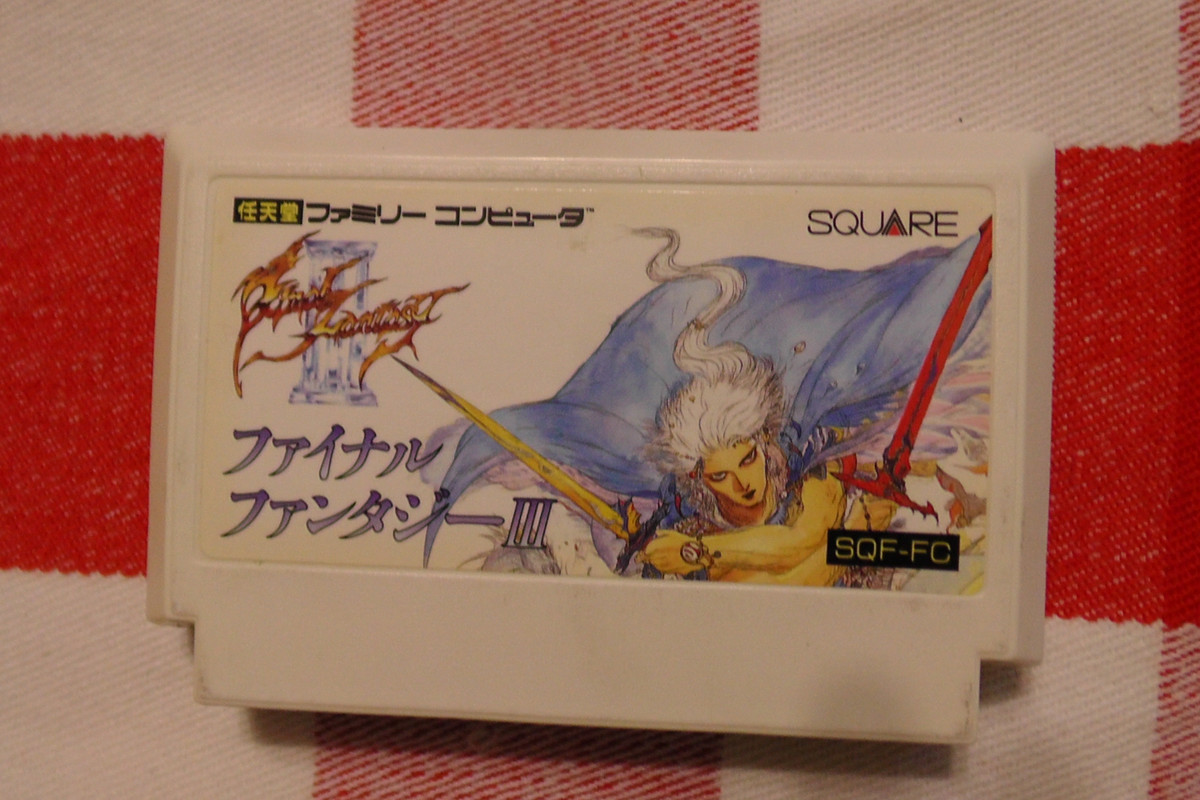 任天堂 ファミリー コンピュータ™
SQUARE
Final Fantasy
III
ファイナル
ファンタジーIII
SQF-FC